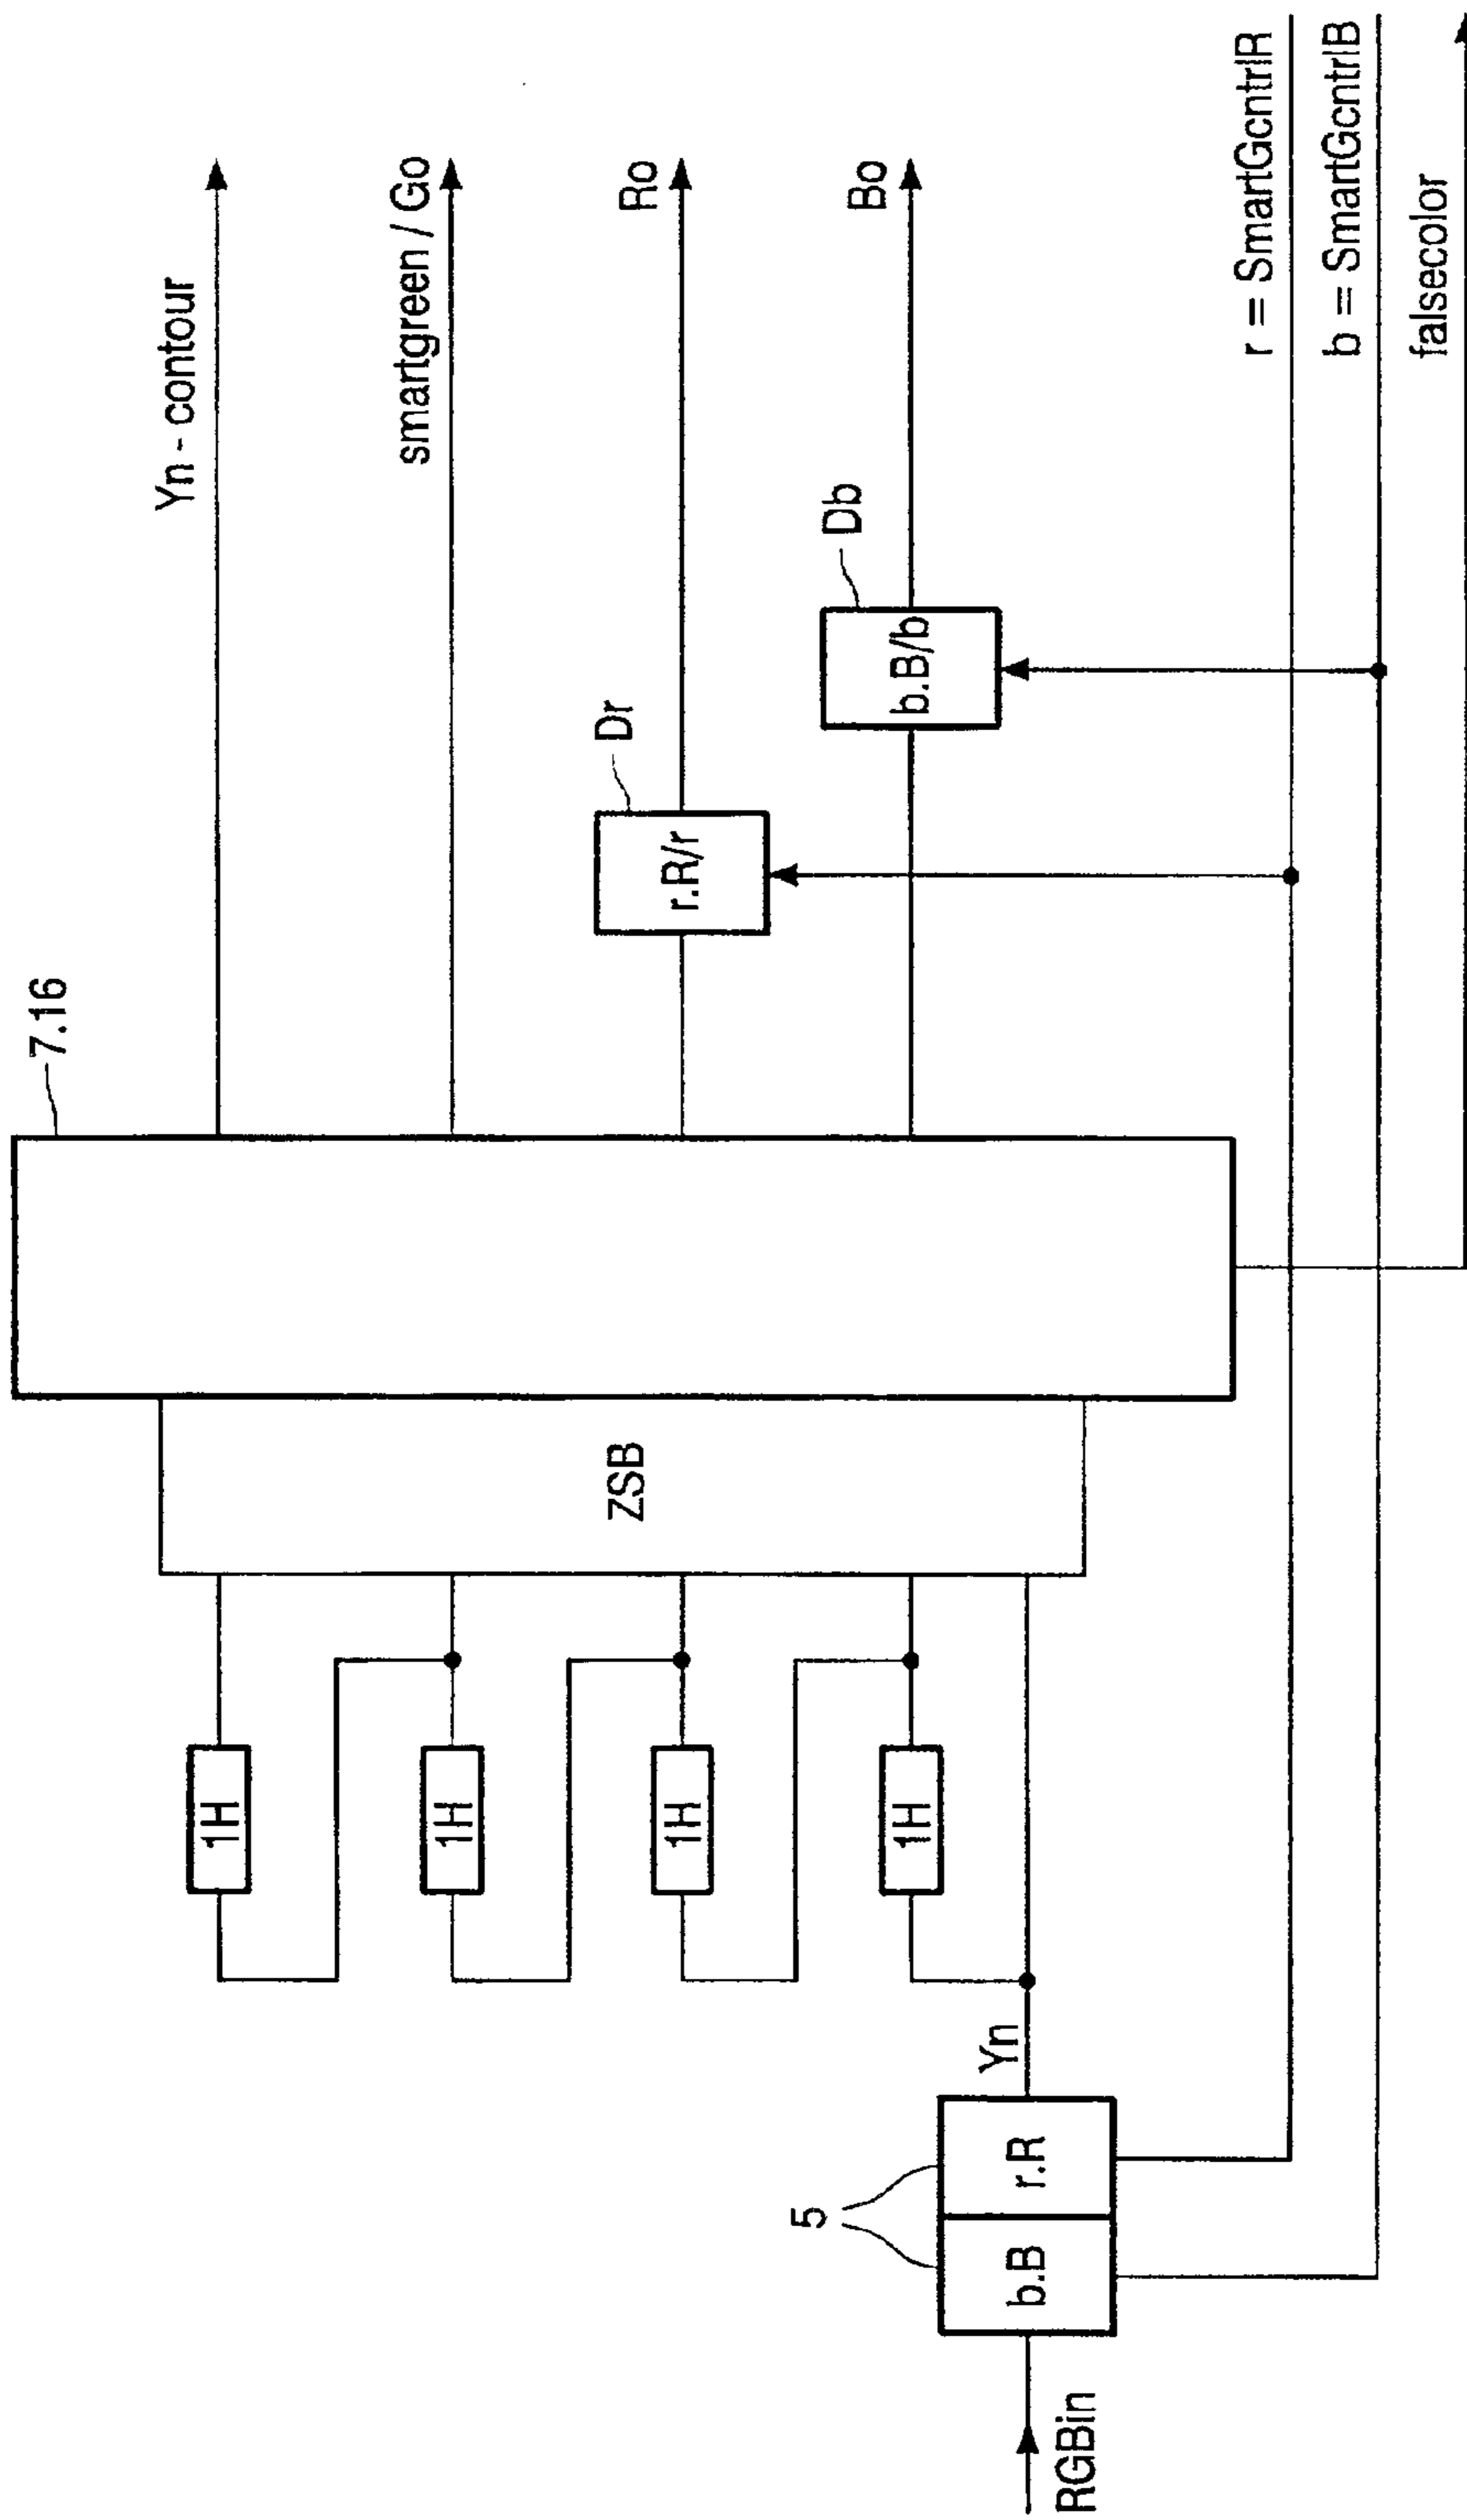 7.16
Yn - contour
smartgreen / Go
Ro
Bo
Dr
r.R/r
Db
b.B/b
ZSB
1H
1H
1H
1H
Yn
5
b.B
r.R
RGBin
r = SmartGcntrlR
b = SmartGcntrlB
falsecolor